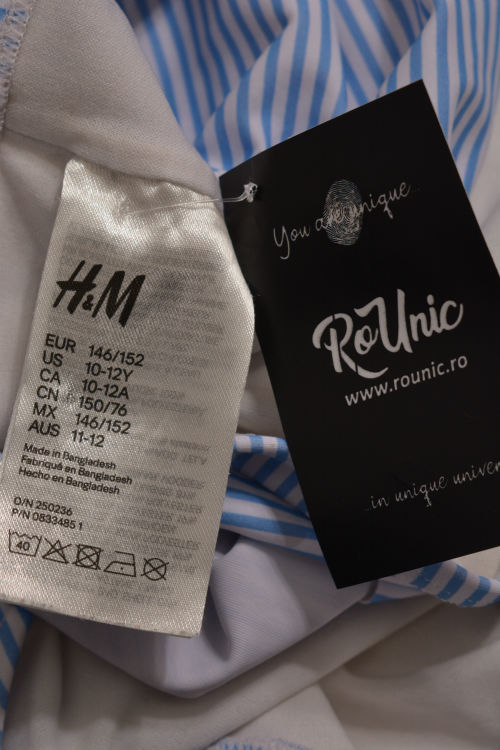 H&M
EUR 146/152
US 10-12Y
CA 10-12A
CN 150/76
MX 146/152
AUS 11-12
Made in Bangladesh
Fabriqué en Bangladesh
Hecho en Bangladesh
O/N 250236
P/N 0833485 1
40
You are unique...
RoUnic
www.rounic.ro
...in unique univer